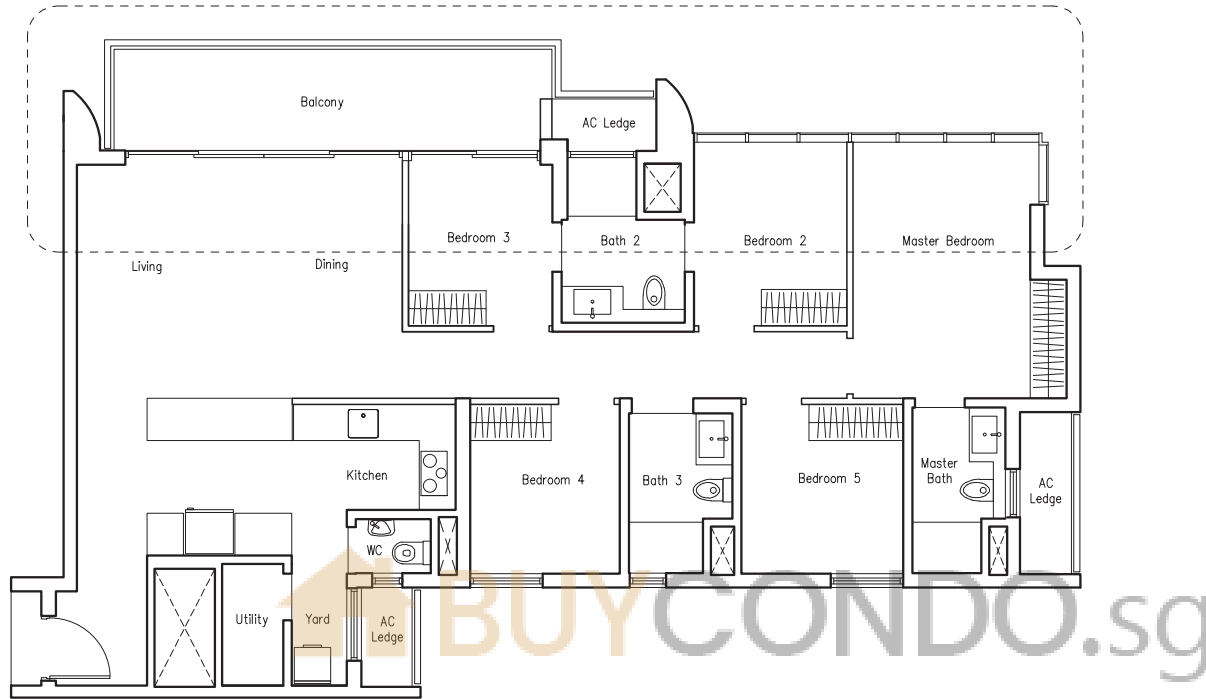 Balcony
AC Ledge
Bedroom 3
Bath 2
Bedroom 2
Master Bedroom
Living
Dining
Kitchen
Bedroom 4
Bath 3
Bedroom 5
Master
Bath
AC
Ledge
WC
Utility
Yard
AC
Ledge
BUYCONDO.sg